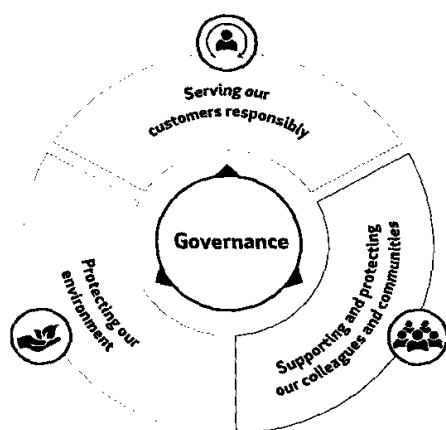 Serving our
customers responsibly
Governance
Protecting our
environment
Supporting and protecting
our colleagues and communities